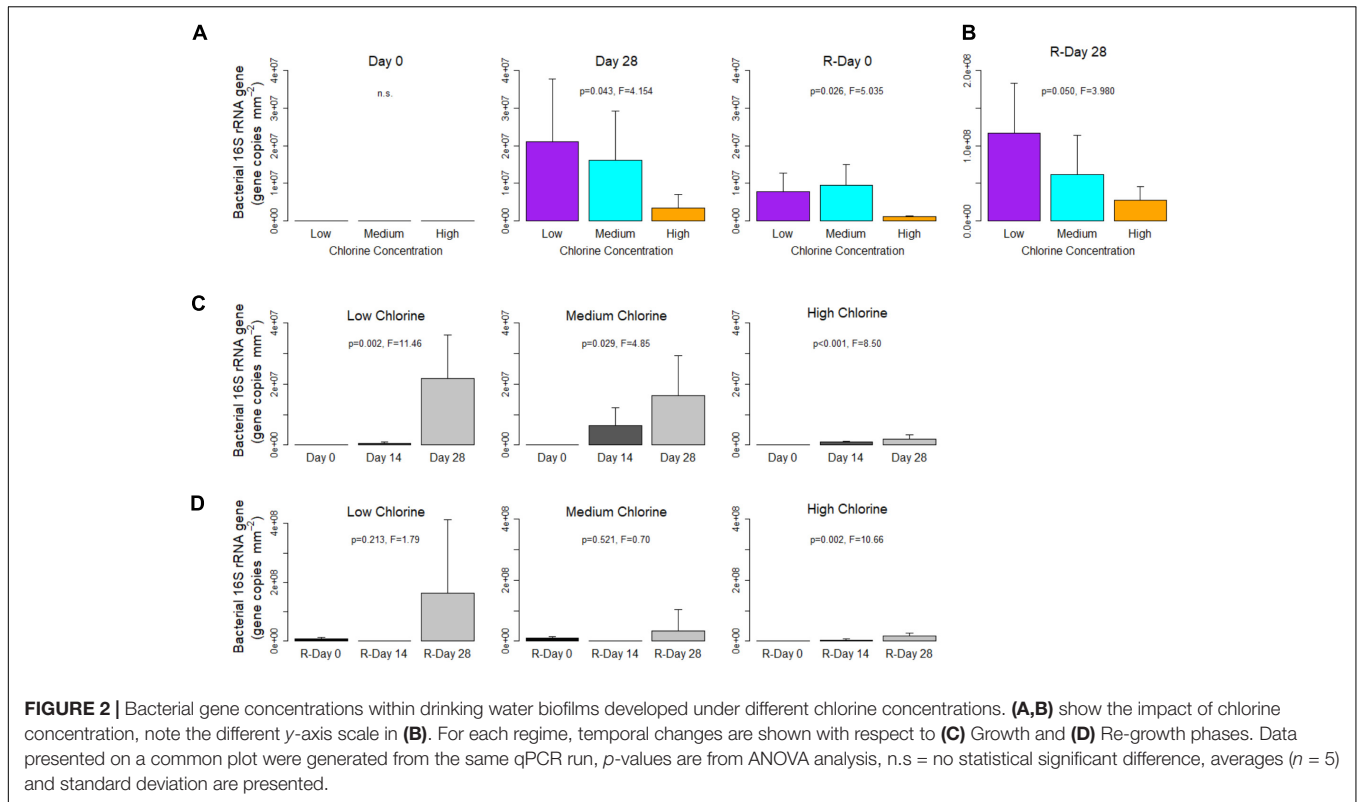 A
B
Day 0
Day 28
R-Day 0
R-Day 28
Bacterial 16S rRNA gene
(gene copies mm-2)
0e+00 1e+07 2e+07 3e+07 4e+07
n.s.
Low Medium High
0e+00 1e+07 2e+07 3e+07 4e+07
p=0.043, F=4.154
Low Medium High
0e+00 1e+07 2e+07 3e+07 4e+07
p=0.026, F=5.035
Low Medium High
0.0e+00 1.0e+08 2.0e+08
p=0.050, F=3.980
Low Medium High
Chlorine Concentration
Chlorine Concentration
Chlorine Concentration
Chlorine Concentration
C
Low Chlorine
Medium Chlorine
High Chlorine
Bacterial 16S rRNA gene
(gene copies mm-2)
0e+00 2e+07 4e+07
p=0.002, F=11.46
Day 0 Day 14 Day 28
0e+00 2e+07 4e+07
p=0.029, F=4.85
Day 0 Day 14 Day 28
0e+00 2e+07 4e+07
p<0.001, F=8.50
Day 0 Day 14 Day 28
D
Low Chlorine
Medium Chlorine
High Chlorine
Bacterial 16S rRNA gene
(gene copies mm-2)
0e+00 2e+08 4e+08
p=0.213, F=1.79
R-Day 0 R-Day 14 R-Day 28
0e+00 2e+08 4e+08
p=0.521, F=0.70
R-Day 0 R-Day 14 R-Day 28
0e+00 2e+08 4e+08
p=0.002, F=10.66
R-Day 0 R-Day 14 R-Day 28
FIGURE 2 | Bacterial gene concentrations within drinking water biofilms developed under different chlorine concentrations. (A,B) show the impact of chlorine
concentration, note the different y-axis scale in (B). For each regime, temporal changes are shown with respect to (C) Growth and (D) Re-growth phases. Data
presented on a common plot were generated from the same qPCR run, p-values are from ANOVA analysis, n.s = no statistical significant difference, averages (n = 5)
and standard deviation are presented.